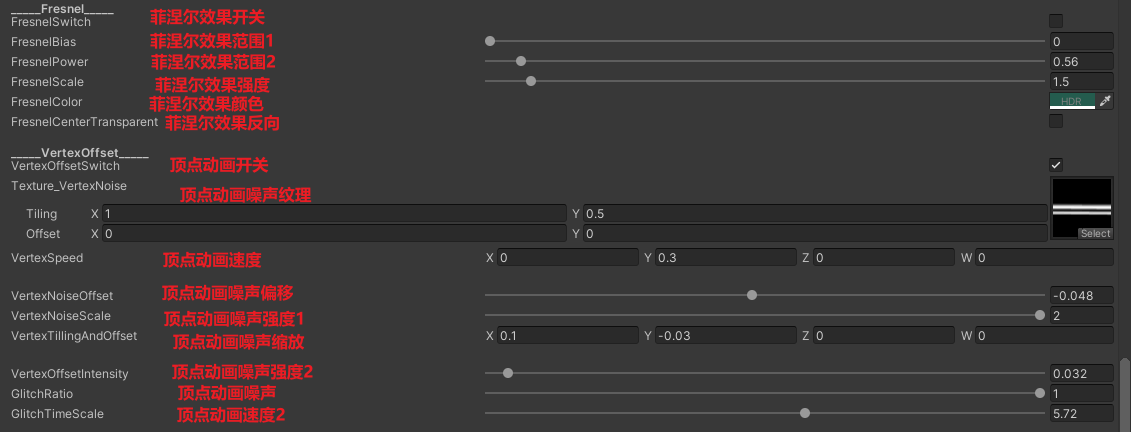 _____Fresnel_____
FresnelSwitch 菲涅尔效果开关
FresnelBias 菲涅尔效果范围1 0
FresnelPower 菲涅尔效果范围2 0.56
FresnelScale 菲涅尔效果强度 1.5
FresnelColor 菲涅尔效果颜色 HDR
FresnelCenterTransparent 菲涅尔效果反向
_____VertexOffset_____
VertexOffsetSwitch 顶点动画开关
Texture_VertexNoise 顶点动画噪声纹理
Tiling X 1 Y 0.5
Offset X 0 Y 0 Select
VertexSpeed 顶点动画速度 X 0 Y 0.3 Z 0 W 0
VertexNoiseOffset 顶点动画噪声偏移 -0.048
VertexNoiseScale 顶点动画噪声强度1 2
VertexTillingAndOffset 顶点动画噪声缩放 X 0.1 Y -0.03 Z 0 W 0
VertexOffsetIntensity 顶点动画噪声强度2 0.032
GlitchRatio 顶点动画噪声 1
GlitchTimeScale 顶点动画速度2 5.72